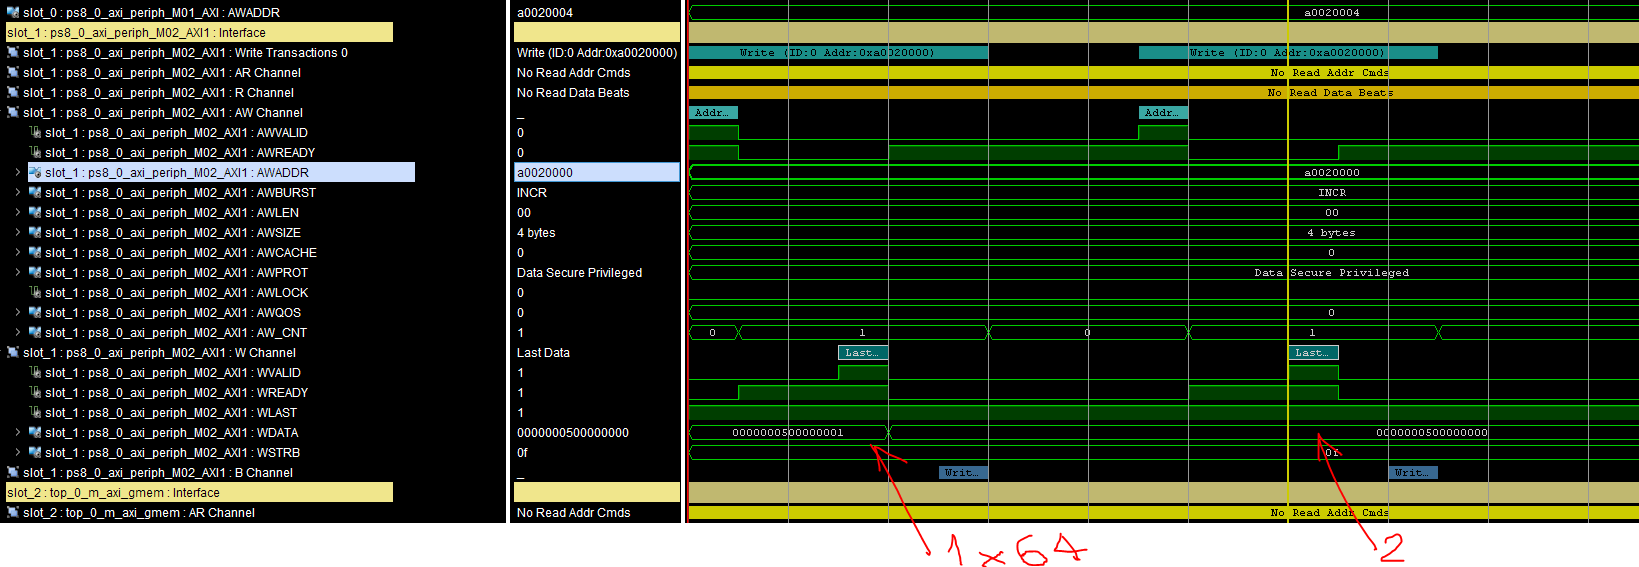 slot_0 : ps8_0_axi_periph_M01_AXI : AWADDR a0020004 a0020004
slot_1 : ps8_0_axi_periph_M02_AXI1 : Interface
slot_1 : ps8_0_axi_periph_M02_AXI1 : Write Transactions 0 Write (ID:0 Addr:0xa0020000) Write (ID:0 Addr:0xa0020000) Write (ID:0 Addr:0xa0020000)
slot_1 : ps8_0_axi_periph_M02_AXI1 : AR Channel No Read Addr Cmds No Read Addr Cmds
slot_1 : ps8_0_axi_periph_M02_AXI1 : R Channel No Read Data Beats No Read Data Beats
slot_1 : ps8_0_axi_periph_M02_AXI1 : AW Channel _ Addr... Addr...
slot_1 : ps8_0_axi_periph_M02_AXI1 : AWVALID 0
slot_1 : ps8_0_axi_periph_M02_AXI1 : AWREADY 0
slot_1 : ps8_0_axi_periph_M02_AXI1 : AWADDR a0020000 a0020000
slot_1 : ps8_0_axi_periph_M02_AXI1 : AWBURST INCR INCR
slot_1 : ps8_0_axi_periph_M02_AXI1 : AWLEN 00 00
slot_1 : ps8_0_axi_periph_M02_AXI1 : AWSIZE 4 bytes 4 bytes
slot_1 : ps8_0_axi_periph_M02_AXI1 : AWCACHE 0 0
slot_1 : ps8_0_axi_periph_M02_AXI1 : AWPROT Data Secure Privileged Data Secure Privileged
slot_1 : ps8_0_axi_periph_M02_AXI1 : AWLOCK 0
slot_1 : ps8_0_axi_periph_M02_AXI1 : AWQOS 0 0
slot_1 : ps8_0_axi_periph_M02_AXI1 : AW_CNT 1 0 1 0 1
slot_1 : ps8_0_axi_periph_M02_AXI1 : W Channel Last Data Last... Last...
slot_1 : ps8_0_axi_periph_M02_AXI1 : WVALID 1
slot_1 : ps8_0_axi_periph_M02_AXI1 : WREADY 1
slot_1 : ps8_0_axi_periph_M02_AXI1 : WLAST 1
slot_1 : ps8_0_axi_periph_M02_AXI1 : WDATA 0000000500000000 0000000500000001 0000000500000000
slot_1 : ps8_0_axi_periph_M02_AXI1 : WSTRB 0f 0f
slot_1 : ps8_0_axi_periph_M02_AXI1 : B Channel _ Writ... Writ...
slot_2 : top_0_m_axi_gmem : Interface
slot_2 : top_0_m_axi_gmem : AR Channel No Read Addr Cmds No Read Addr Cmds
1 x 64 2